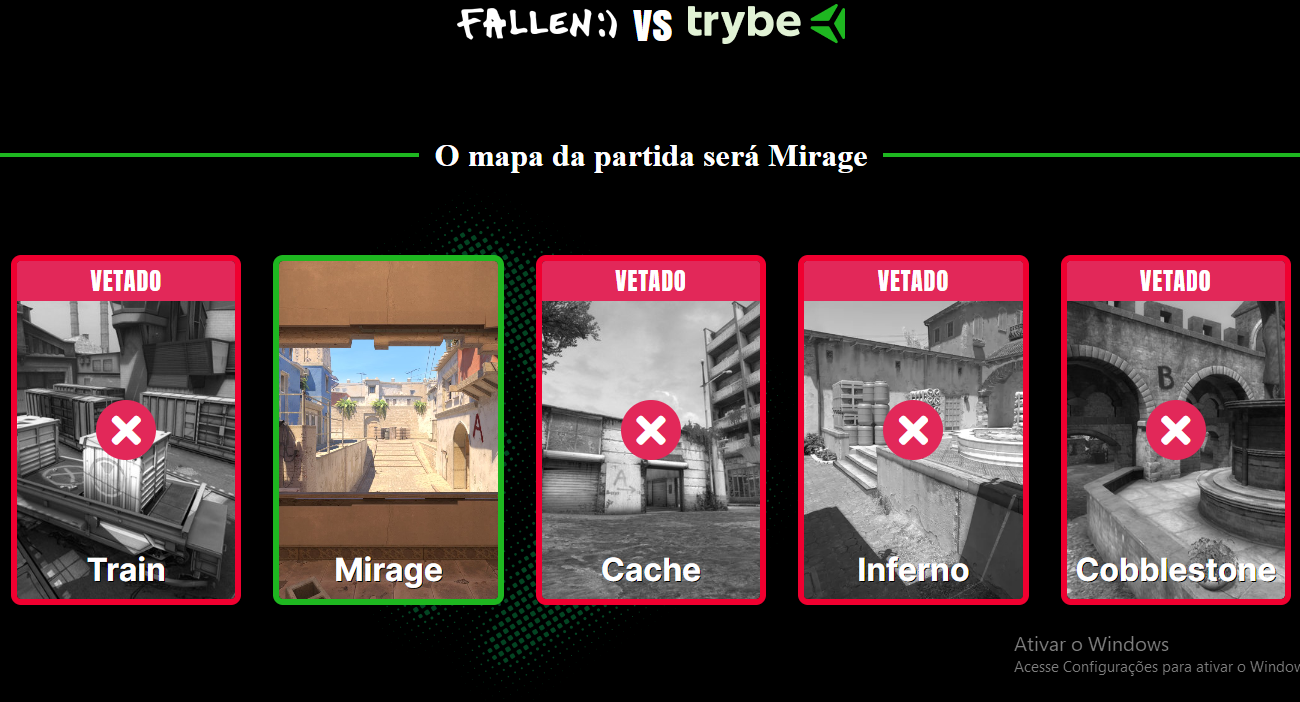 FALLEN:) VS trybe
O mapa da partida será Mirage
VETADO
Train
A
Mirage
VETADO
A
Cache
VETADO
Inferno
VETADO
B
Cobblestone
Ativar o Windows
Acesse Configurações para ativar o Window